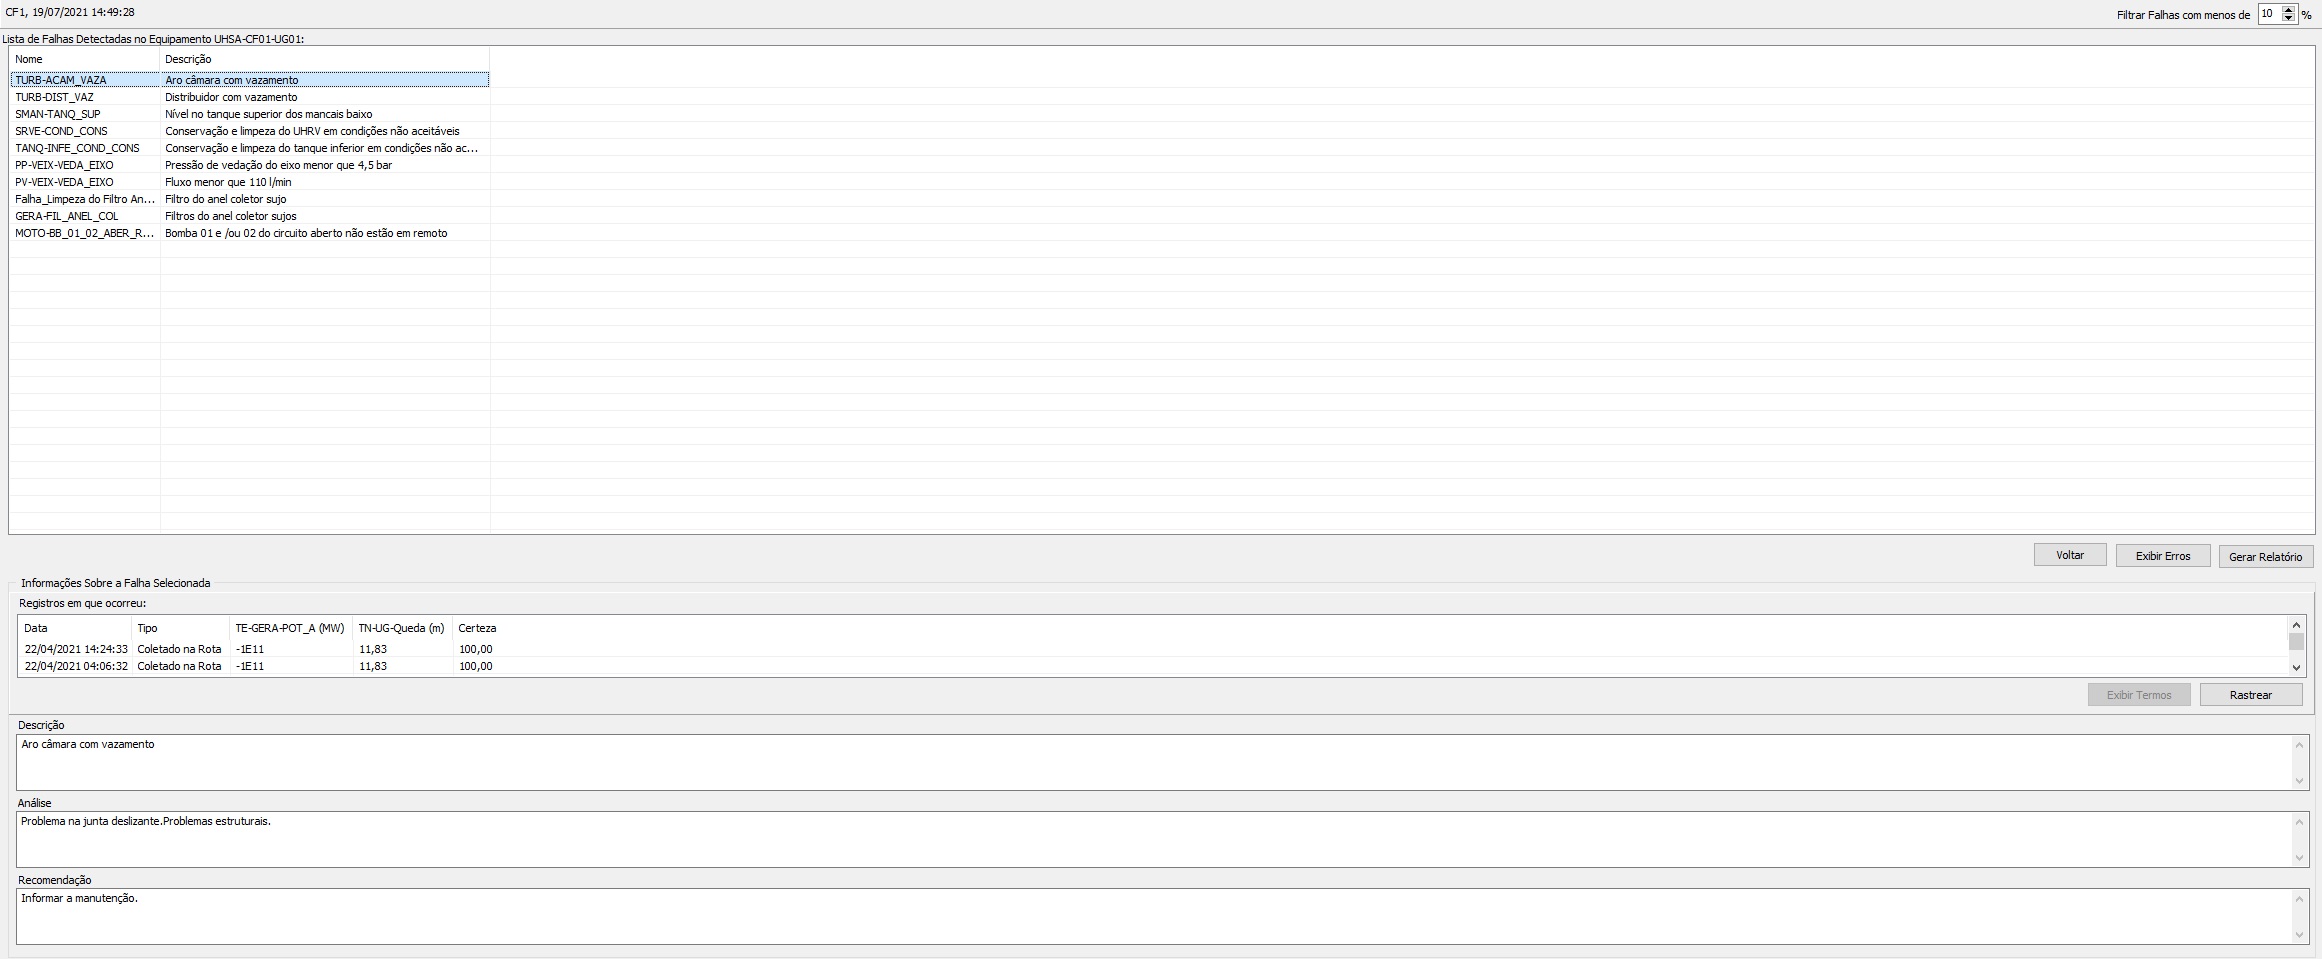 CF1, 19/07/2021 14:49:28
Filtrar Falhas com menos de 10 %
Lista de Falhas Detectadas no Equipamento UHSA-CF01-UG01:
Nome Descrição
TURB-ACAM_VAZA Aro câmara com vazamento
TURB-DIST_VAZ Distribuidor com vazamento
SMAN-TANQ_SUP Nível no tanque superior dos mancais baixo
SRVE-COND_CONS Conservação e limpeza do UHRV em condições não aceitáveis
TANQ-INFE_COND_CONS Conservação e limpeza do tanque inferior em condições não ac...
PP-VEIX-VEDA_EIXO Pressão de vedação do eixo menor que 4,5 bar
PV-VEIX-VEDA_EIXO Fluxo menor que 110 l/min
Falha_Limpeza do Filtro An... Filtro do anel coletor sujo
GERA-FIL_ANEL_COL Filtros do anel coletor sujos
MOTO-BB_01_02_ABER_R... Bomba 01 e /ou 02 do circuito aberto não estão em remoto
Voltar Exibir Erros Gerar Relatório
Informações Sobre a Falha Selecionada
Registros em que ocorreu:
Data Tipo TE-GERA-POT_A (MW) TN-UG-Queda (m) Certeza
22/04/2021 14:24:33 Coletado na Rota -1E11 11,83 100,00
22/04/2021 04:06:32 Coletado na Rota -1E11 11,83 100,00
Exibir Termos Rastrear
Descrição
Aro câmara com vazamento
Análise
Problema na junta deslizante.Problemas estruturais.
Recomendação
Informar a manutenção.